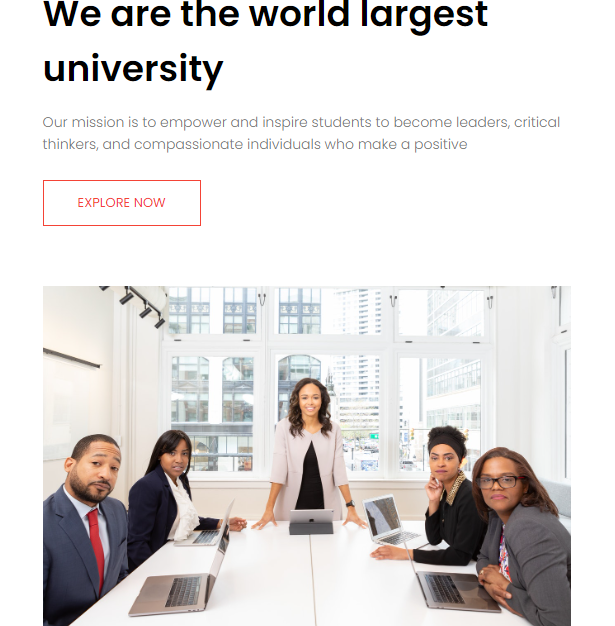 We are the world largest
university
Our mission is to empower and inspire students to become leaders, critical
thinkers, and compassionate individuals who make a positive
EXPLORE NOW